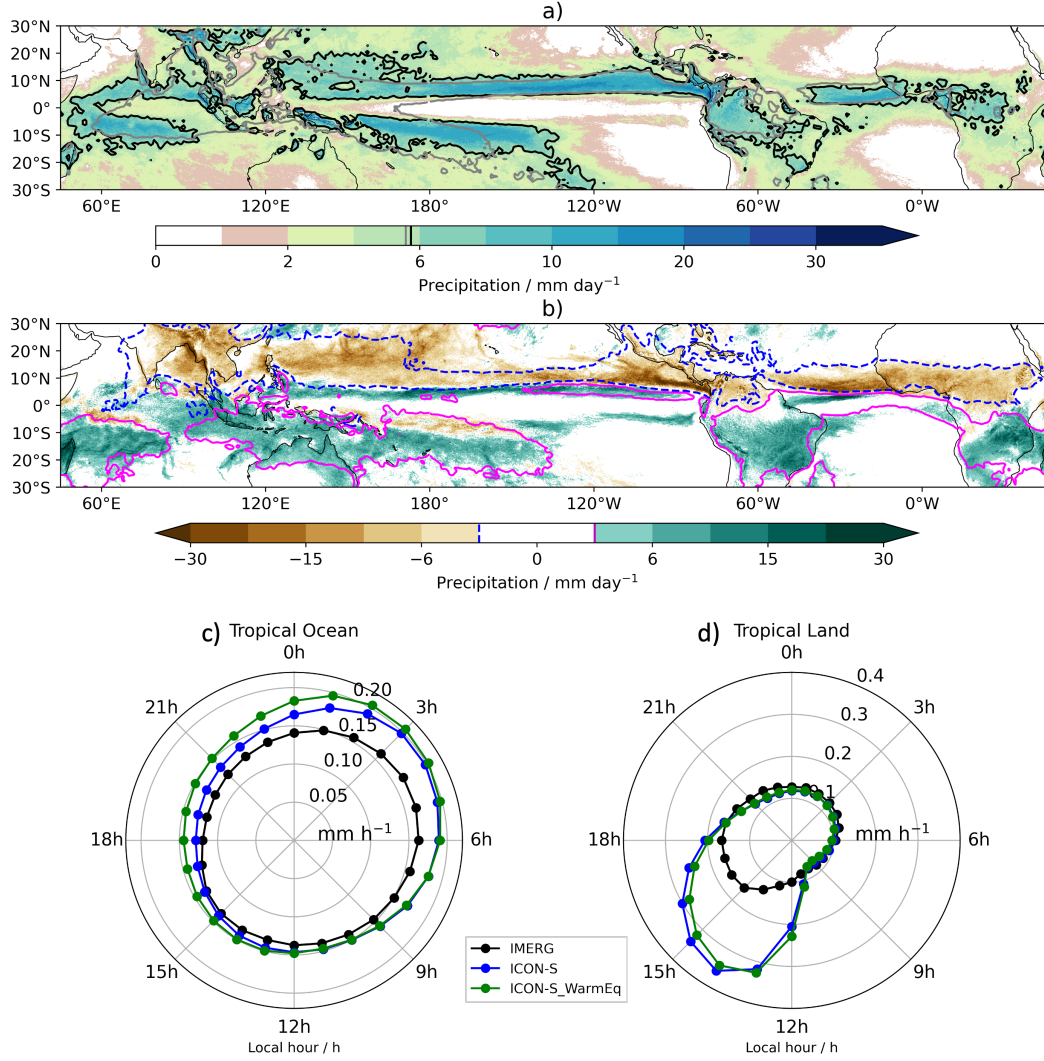 a)
30°N
20°N
10°N
0°
10°S
20°S
30°S
60°E 120°E 180° 120°W 60°W 0°W
0 2 6 10 20 30
Precipitation / mm day⁻¹
b)
30°N
20°N
10°N
0°
10°S
20°S
30°S
60°E 120°E 180° 120°W 60°W 0°W
−30 −15 −6 0 6 15 30
Precipitation / mm day⁻¹
c) Tropical Ocean
0h
21h 3h
0.20
0.15
0.10
0.05
18h mm h⁻¹ 6h
15h 9h
12h
Local hour / h
IMERG
ICON-S
ICON-S_WarmEq
d) Tropical Land
0h
0.4
21h 3h
0.3
0.2
0.1
18h mm h⁻¹ 6h
15h 9h
12h
Local hour / h